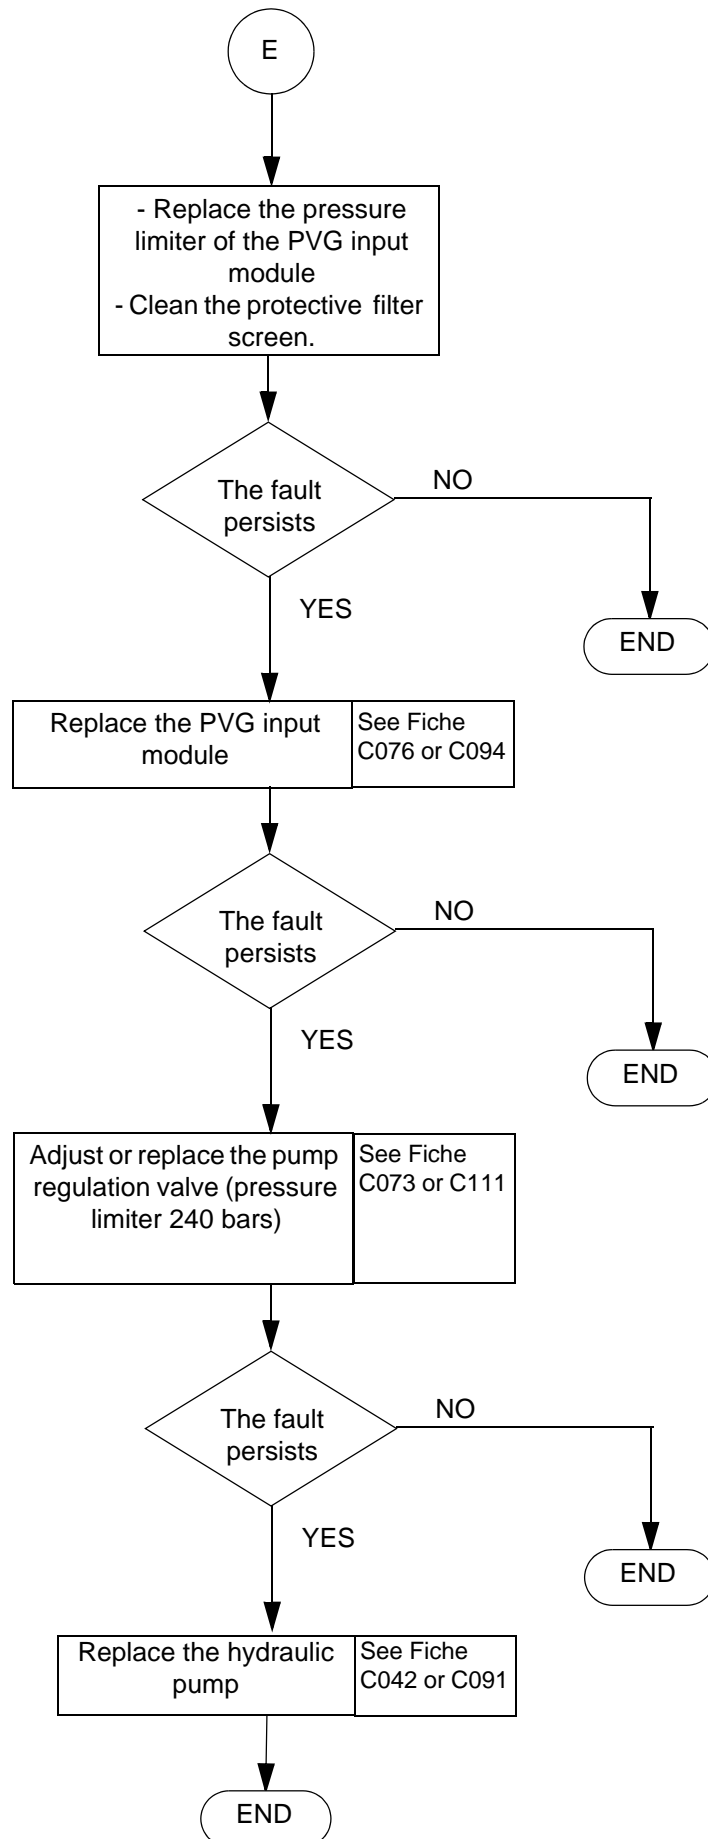 E
- Replace the pressure
limiter of the PVG input
module
- Clean the protective filter
screen.
The fault
persists
NO
YES
END
Replace the PVG input
module
See Fiche
C076 or C094
The fault
persists
NO
YES
END
Adjust or replace the pump
regulation valve (pressure
limiter 240 bars)
See Fiche
C073 or C111
The fault
persists
NO
YES
END
Replace the hydraulic
pump
See Fiche
C042 or C091
END